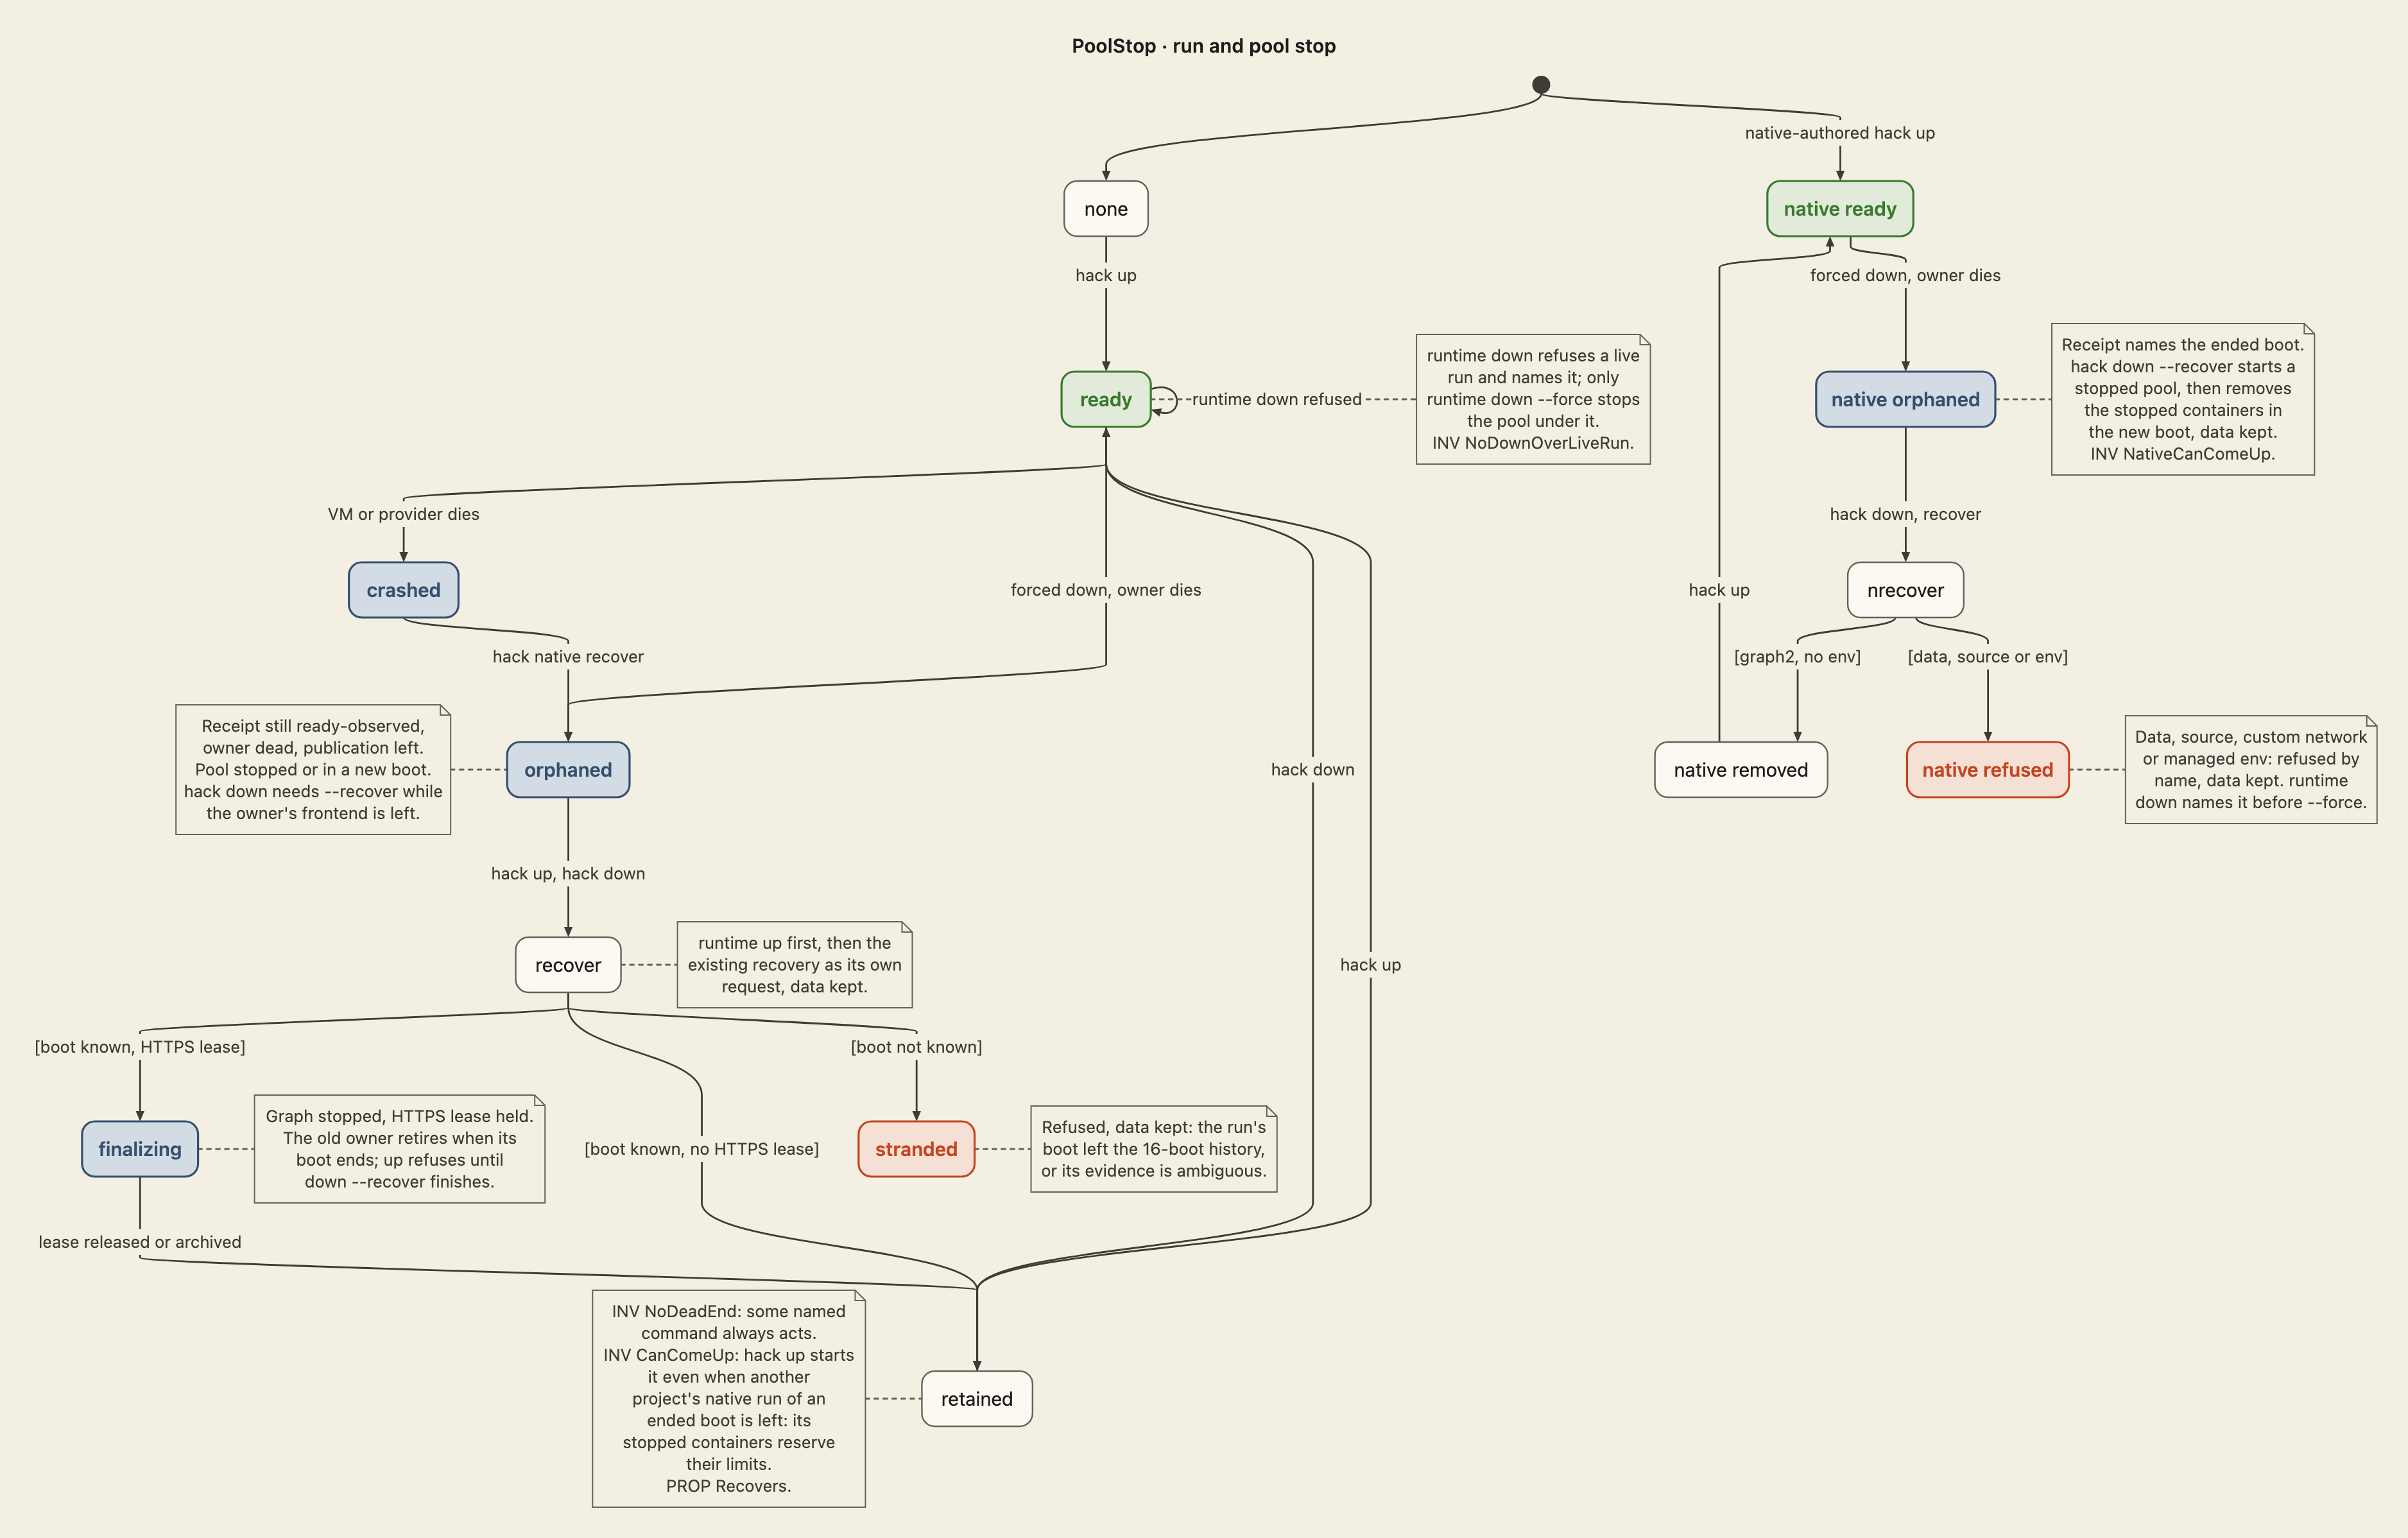 PoolStop · run and pool stop
native-authored hack up
none
native ready
hack up
forced down, owner dies
runtime down refuses a live
run and names it; only
runtime down --force stops
the pool under it.
INV NoDownOverLiveRun.
Receipt names the ended boot.
hack down --recover starts a
stopped pool, then removes
the stopped containers in
the new boot, data kept.
INV NativeCanComeUp.
ready
runtime down refused
native orphaned
VM or provider dies
hack down, recover
crashed
forced down, owner dies
hack up
nrecover
hack native recover
[graph2, no env]
[data, source or env]
Receipt still ready-observed,
owner dead, publication left.
Pool stopped or in a new boot.
hack down needs --recover while
the owner's frontend is left.
orphaned
hack down
native removed
native refused
Data, source, custom network
or managed env: refused by
name, data kept. runtime
down names it before --force.
hack up, hack down
recover
runtime up first, then the
existing recovery as its own
request, data kept.
hack up
[boot known, HTTPS lease]
[boot not known]
finalizing
Graph stopped, HTTPS lease held.
The old owner retires when its
boot ends; up refuses until
down --recover finishes.
[boot known, no HTTPS lease]
stranded
Refused, data kept: the run's
boot left the 16-boot history,
or its evidence is ambiguous.
lease released or archived
INV NoDeadEnd: some named
command always acts.
INV CanComeUp: hack up starts
it even when another
project's native run of an
ended boot is left: its
stopped containers reserve
their limits.
PROP Recovers.
retained